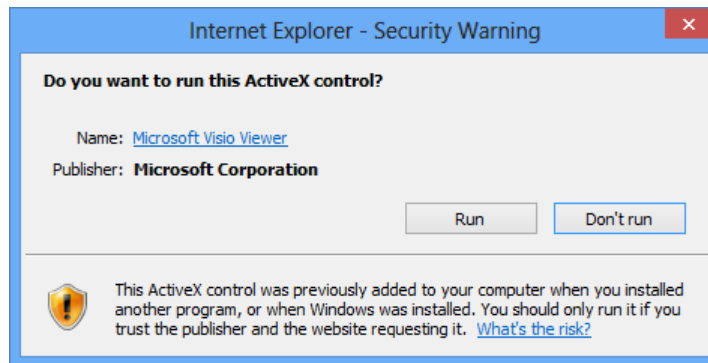 Internet Explorer - Security Warning
Do you want to run this ActiveX control?
Name: Microsoft Visio Viewer
Publisher: Microsoft Corporation
Run Don't run
This ActiveX control was previously added to your computer when you installed
another program, or when Windows was installed. You should only run it if you
trust the publisher and the website requesting it. What's the risk?